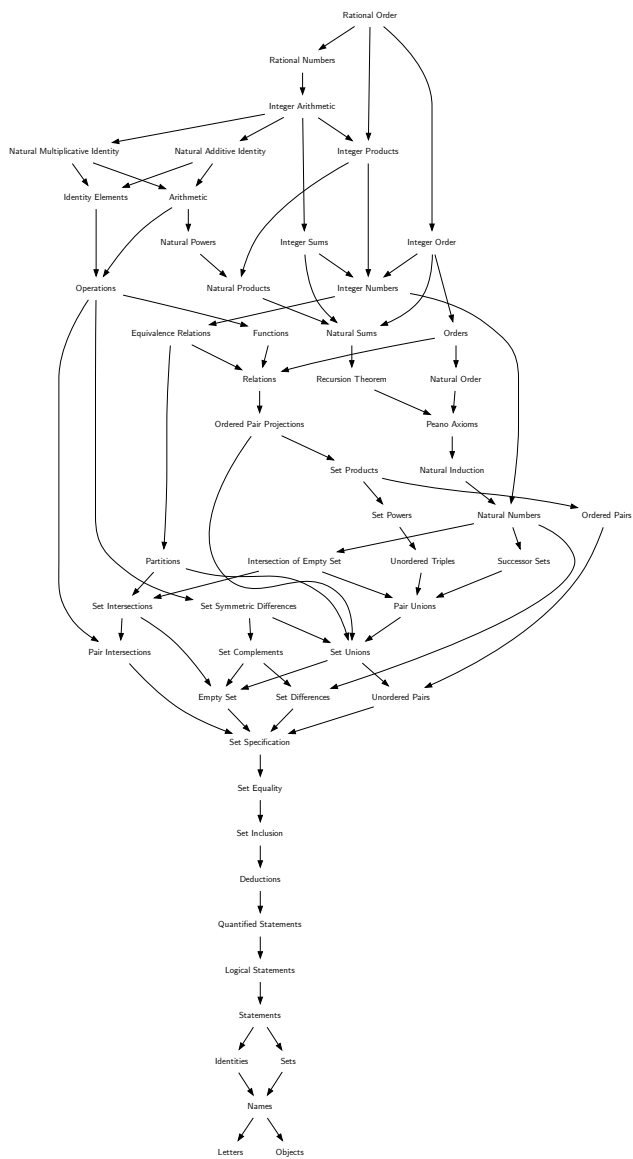 Rational Order
Rational Numbers
Integer Arithmetic
Natural Multiplicative Identity
Natural Additive Identity
Integer Products
Identity Elements
Arithmetic
Natural Powers
Integer Sums
Integer Order
Operations
Natural Products
Integer Numbers
Equivalence Relations
Functions
Natural Sums
Orders
Relations
Recursion Theorem
Natural Order
Ordered Pair Projections
Peano Axioms
Set Products
Natural Induction
Set Powers
Natural Numbers
Ordered Pairs
Partitions
Intersection of Empty Set
Unordered Triples
Successor Sets
Set Intersections
Set Symmetric Differences
Pair Unions
Pair Intersections
Set Complements
Set Unions
Empty Set
Set Differences
Unordered Pairs
Set Specification
Set Equality
Set Inclusion
Deductions
Quantified Statements
Logical Statements
Statements
Identities
Sets
Names
Letters
Objects